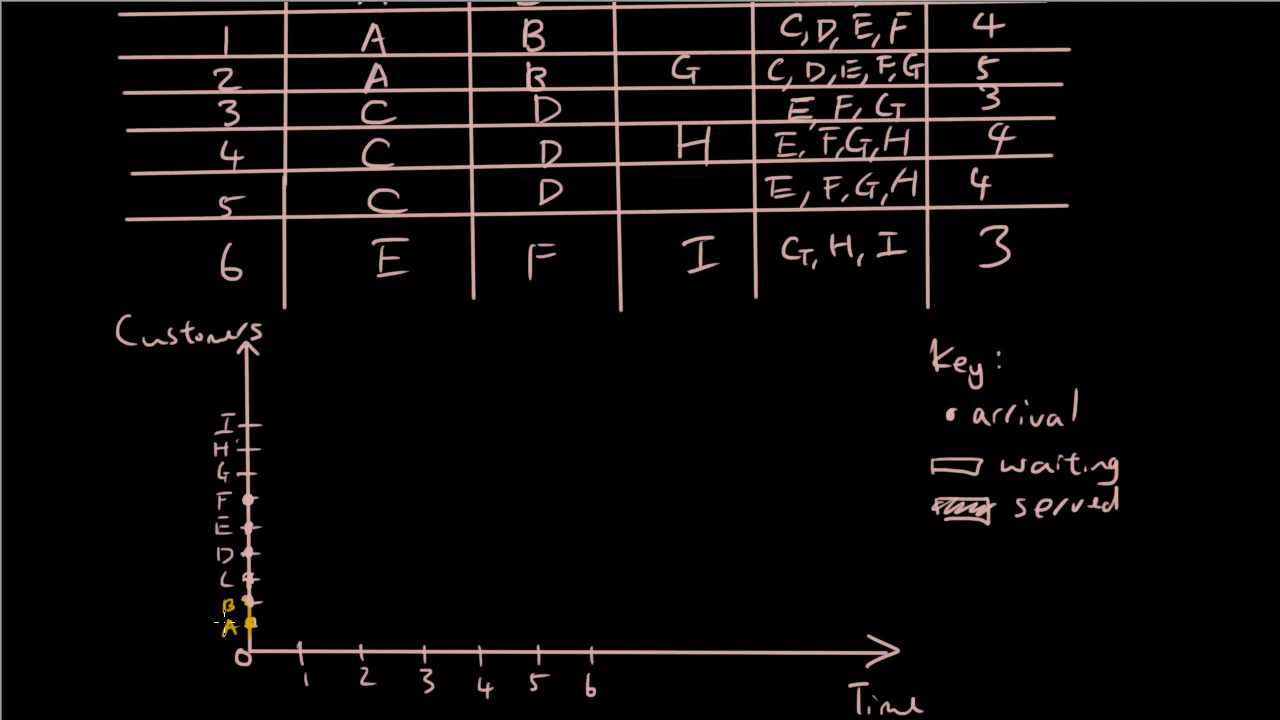 1 A B C, D, E, F 4
2 A B G C, D, E, F, G 5
3 C D E, F, G 3
4 C D H E, F, G, H 4
5 C D E, F, G, H 4
6 E F I G, H, I 3
Customers
Key:
• arrival
waiting
served
I
H
G
F
E
D
C
B
A
0 1 2 3 4 5 6
Time